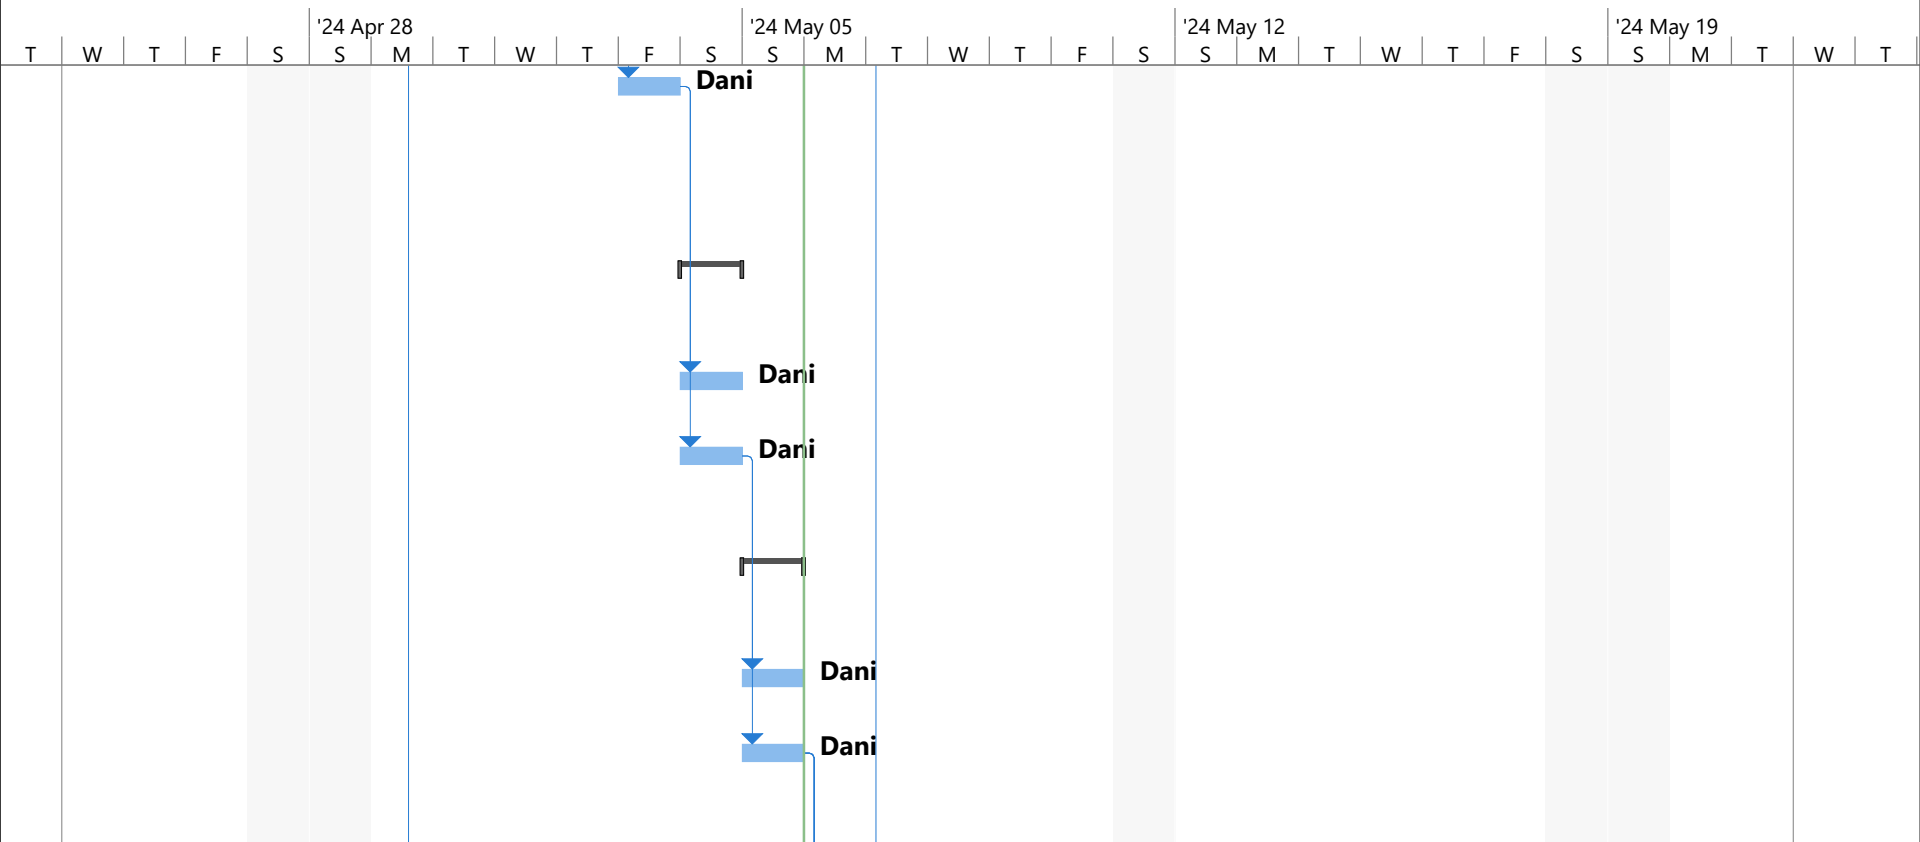 '24 Apr 28 '24 May 05 '24 May 12 '24 May 19
T W T F S S M T W T F S S M T W T F S S M T W T F S S M T W T
Dani
Dani
Dani
Dani
Dani